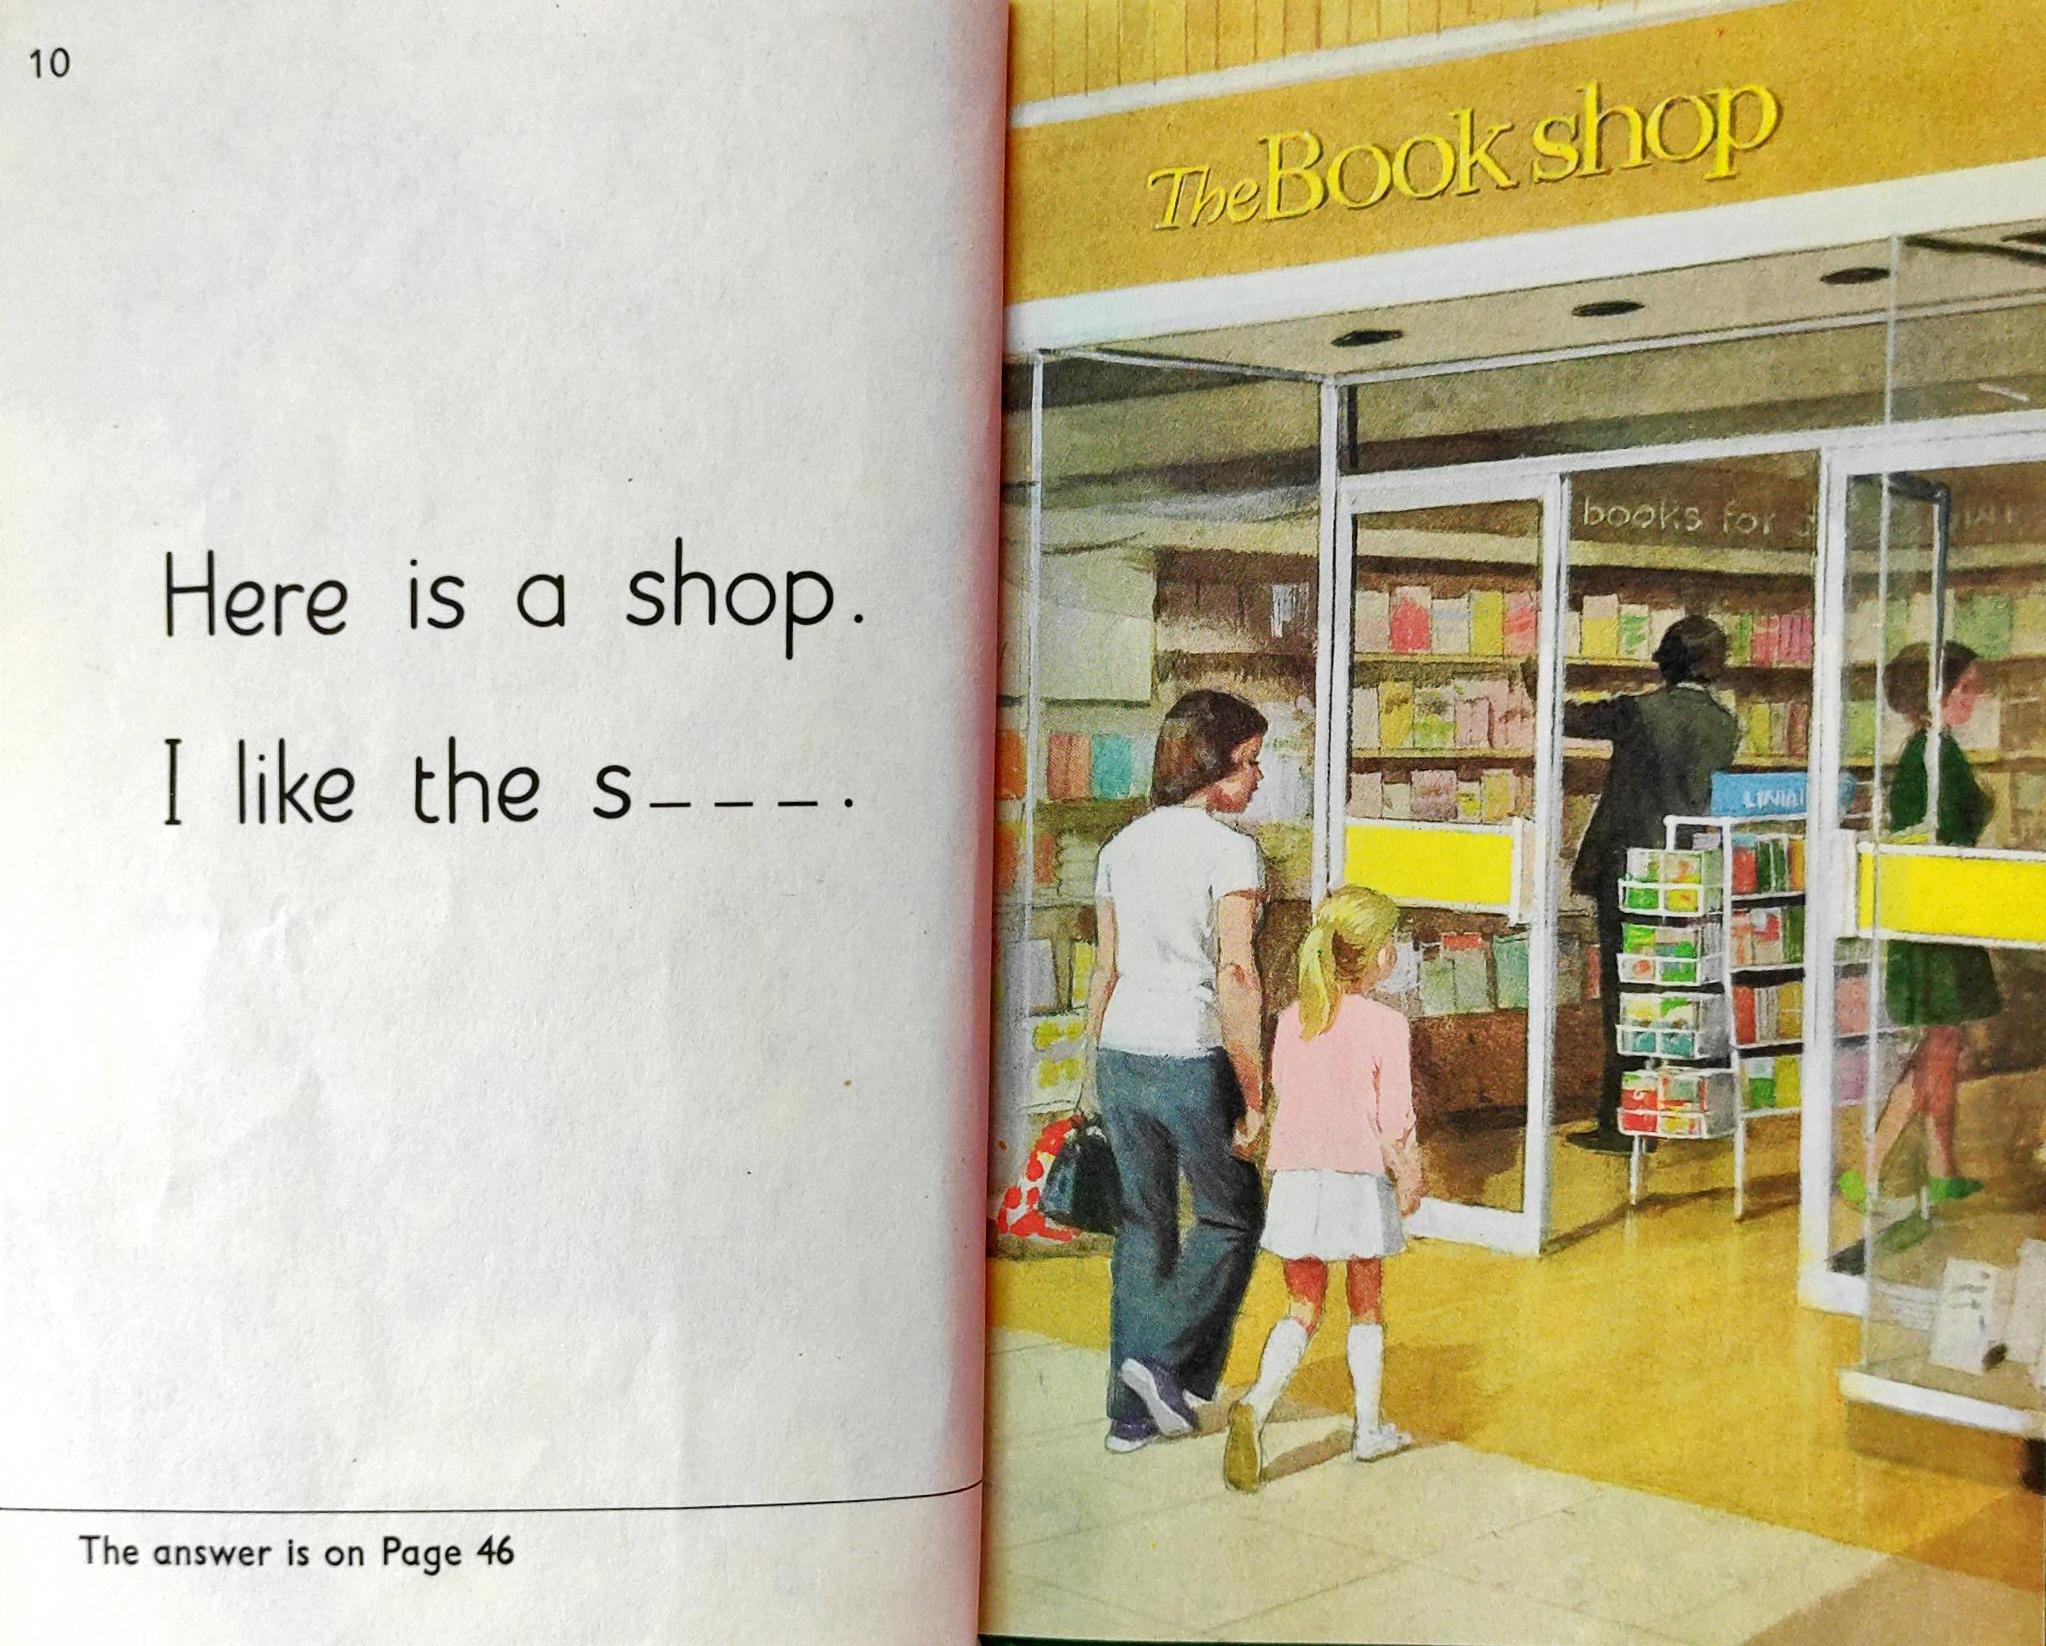 10
Here is a shop.
I like the s _ _ _ .
The answer is on Page 46
The Book shop
books for